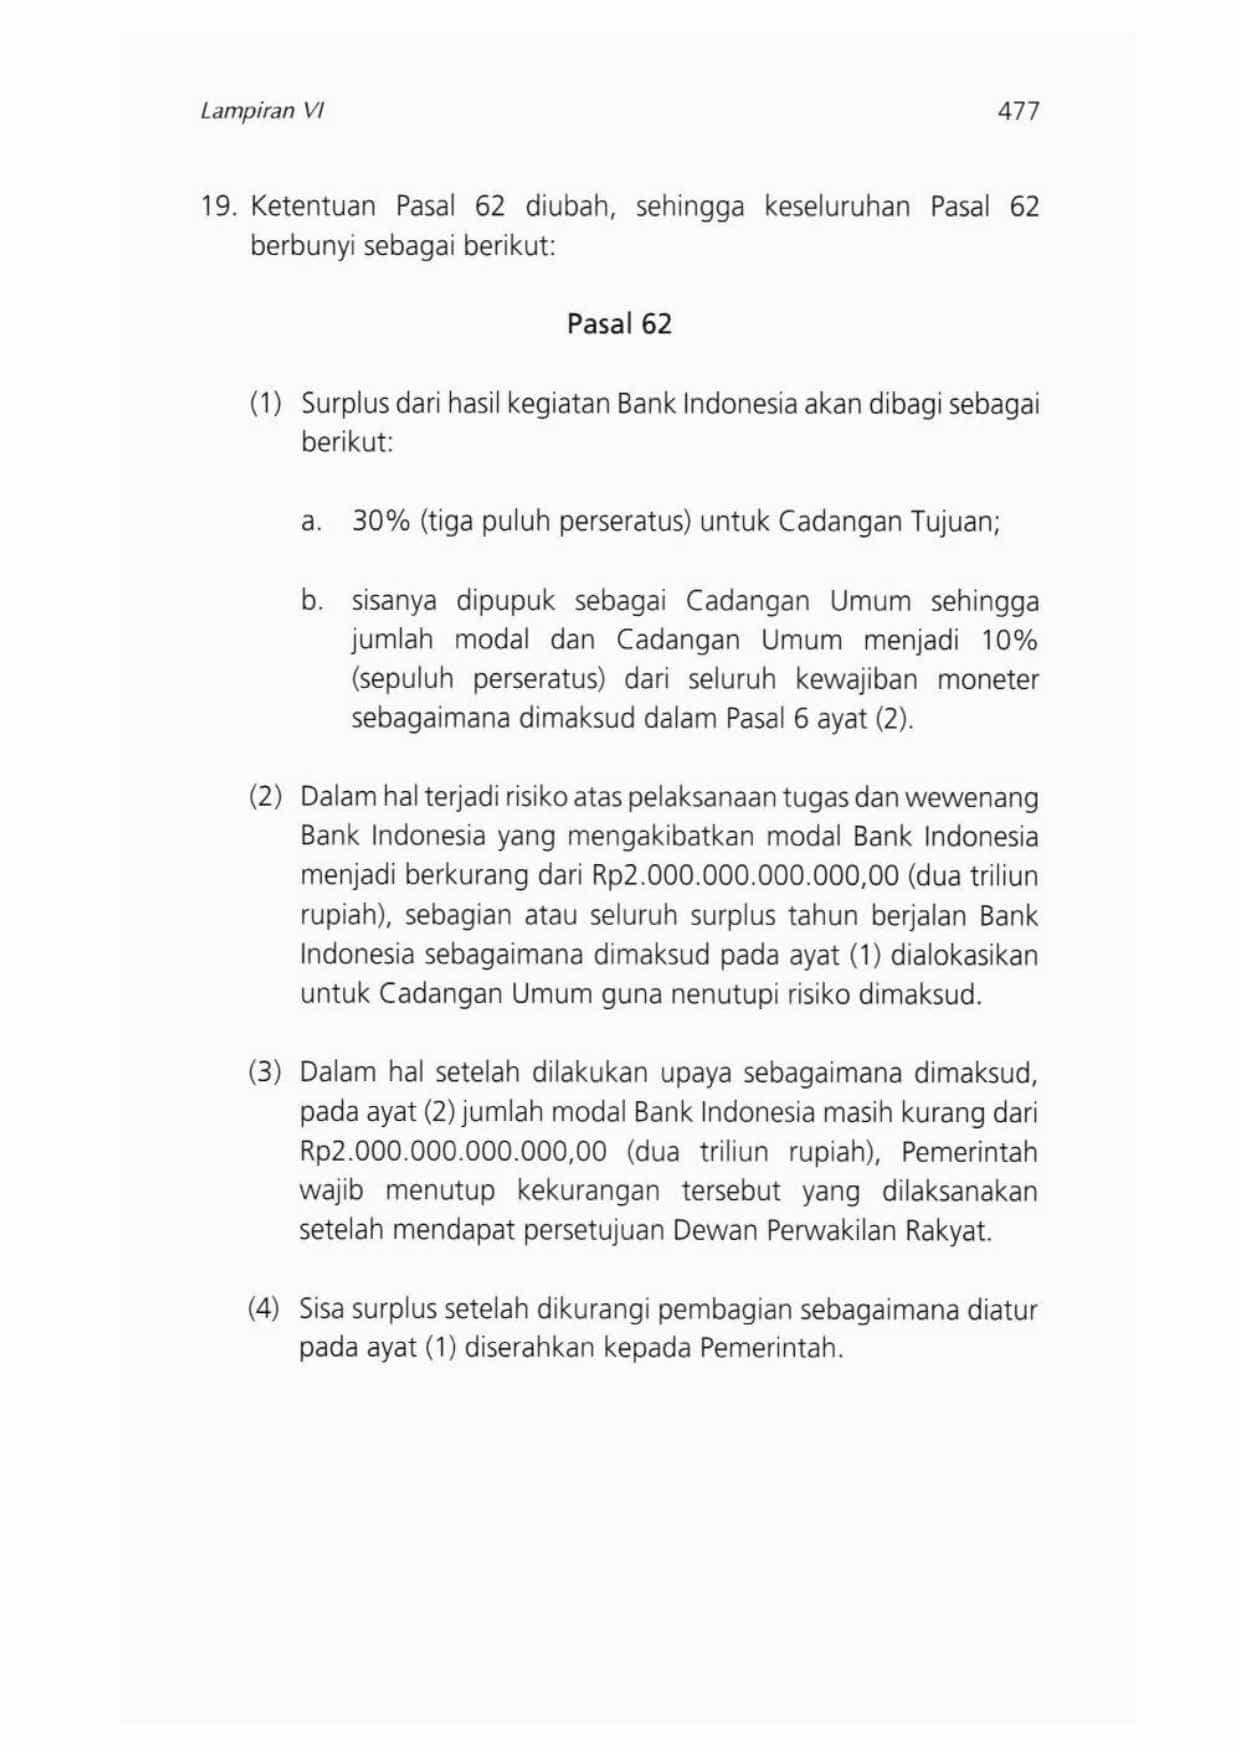 Lampiran VI 477
19. Ketentuan Pasal 62 diubah, sehingga keseluruhan Pasal 62
berbunyi sebagai berikut:
Pasal 62
(1) Surplus dari hasil kegiatan Bank Indonesia akan dibagi sebagai
berikut:
a. 30% (tiga puluh perseratus) untuk Cadangan Tujuan;
b. sisanya dipupuk sebagai Cadangan Umum sehingga
jumlah modal dan Cadangan Umum menjadi 10%
(sepuluh perseratus) dari seluruh kewajiban moneter
sebagaimana dimaksud dalam Pasal 6 ayat (2).
(2) Dalam hal terjadi risiko atas pelaksanaan tugas dan wewenang
Bank Indonesia yang mengakibatkan modal Bank Indonesia
menjadi berkurang dari Rp2.000.000.000.000,00 (dua triliun
rupiah), sebagian atau seluruh surplus tahun berjalan Bank
Indonesia sebagaimana dimaksud pada ayat (1) dialokasikan
untuk Cadangan Umum guna nenutupi risiko dimaksud.
(3) Dalam hal setelah dilakukan upaya sebagaimana dimaksud,
pada ayat (2) jumlah modal Bank Indonesia masih kurang dari
Rp2.000.000.000.000,00 (dua triliun rupiah), Pemerintah
wajib menutup kekurangan tersebut yang dilaksanakan
setelah mendapat persetujuan Dewan Perwakilan Rakyat.
(4) Sisa surplus setelah dikurangi pembagian sebagaimana diatur
pada ayat (1) diserahkan kepada Pemerintah.